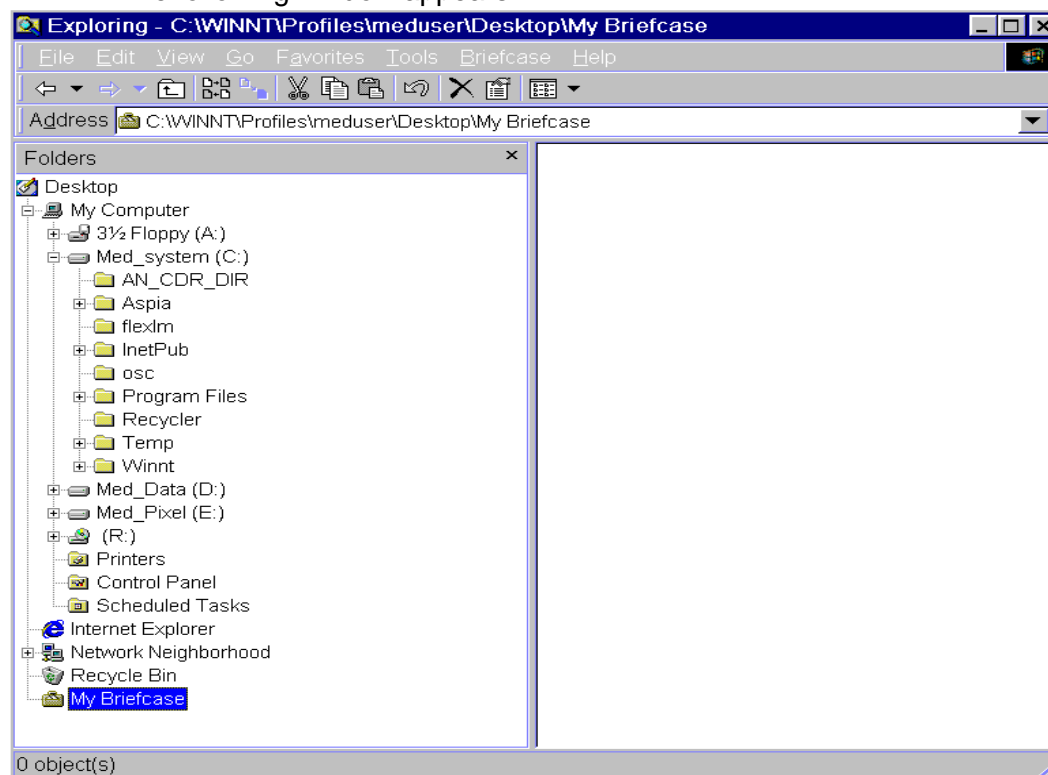 Exploring - C:\WINNT\Profiles\meduser\Desktop\My Briefcase
File Edit View Go Favorites Tools Briefcase Help
Address C:\WINNT\Profiles\meduser\Desktop\My Briefcase
Folders
Desktop
My Computer
3½ Floppy (A:)
Med_system (C:)
AN_CDR_DIR
Aspia
flexlm
InetPub
osc
Program Files
Recycler
Temp
Winnt
Med_Data (D:)
Med_Pixel (E:)
(R:)
Printers
Control Panel
Scheduled Tasks
Internet Explorer
Network Neighborhood
Recycle Bin
My Briefcase
0 object(s)